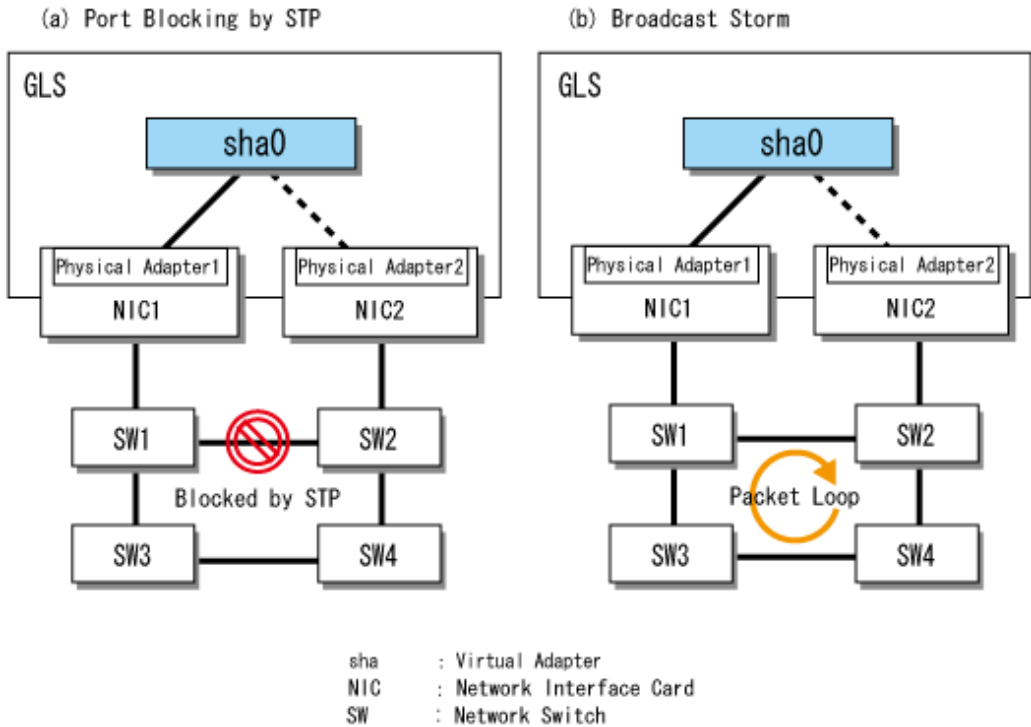 (a) Port Blocking by STP
GLS
sha0
Physical Adapter1
Physical Adapter2
NIC1
NIC2
SW1
SW2
Blocked by STP
SW3
SW4
(b) Broadcast Storm
GLS
sha0
Physical Adapter1
Physical Adapter2
NIC1
NIC2
SW1
SW2
Packet Loop
SW3
SW4
sha : Virtual Adapter
NIC : Network Interface Card
SW : Network Switch